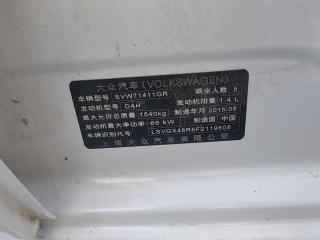 大众汽车(VOLKSWAGEN)
车辆型号 SVW71411GR 乘坐人数 5
发动机型号 DAH 发动机排量 1.4 L
最大允许总质量 1540kg 制造年月 2015.08
发动机最大净功率 66 kW 制造国 中国
车辆识别代号 LSVGX46R6F2119608
上海大众汽车有限公司